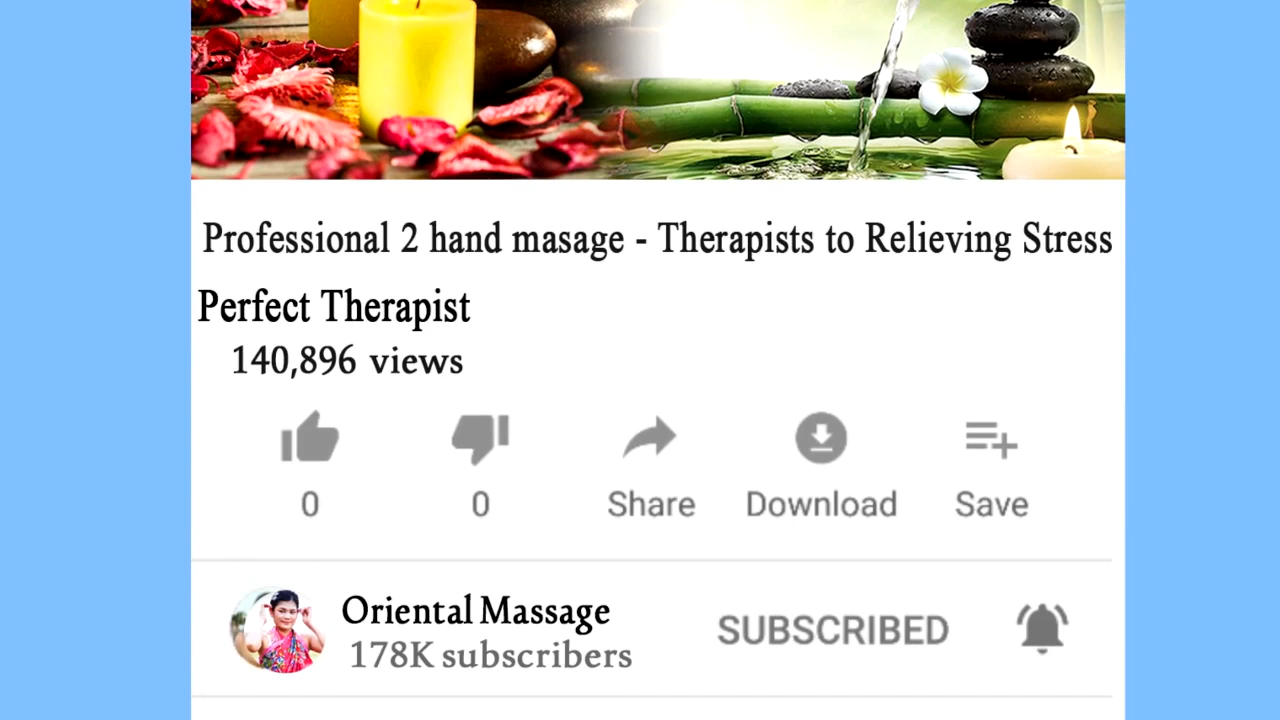 Professional 2 hand masage - Therapists to Relieving Stress
Perfect Therapist
140,896 views
0 0 Share Download Save
Oriental Massage
SUBSCRIBED
178K subscribers